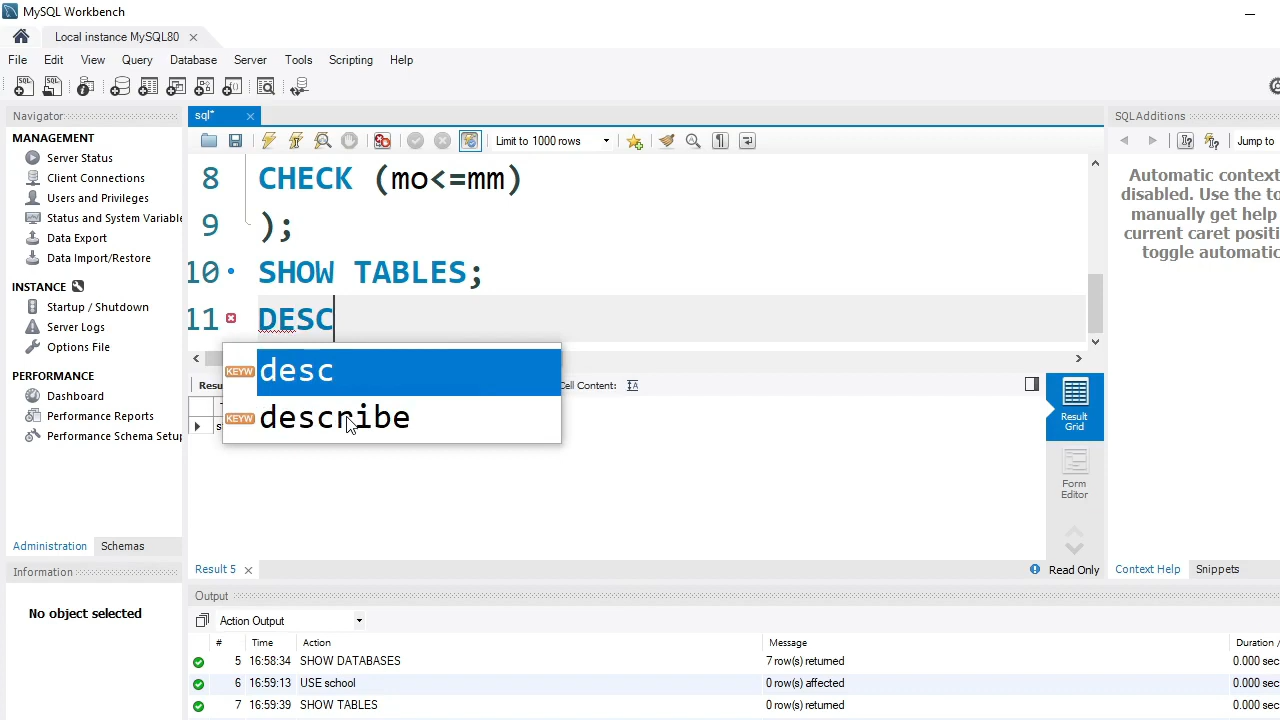 MySQL Workbench
Local instance MySQL80
File Edit View Query Database Server Tools Scripting Help
Navigator
MANAGEMENT
Server Status
Client Connections
Users and Privileges
Status and System Variable
Data Export
Data Import/Restore
INSTANCE
Startup / Shutdown
Server Logs
Options File
PERFORMANCE
Dashboard
Performance Reports
Performance Schema Setup
Administration Schemas
Information
No object selected
sql*
Limit to 1000 rows
8 CHECK (mo<=mm)
9 );
10 SHOW TABLES;
11 DESC
KEYW desc
KEYW describe
Resu
Cell Content:
Result Grid
Form Editor
Result 5
Read Only
SQLAdditions
Jump to
Automatic context
disabled. Use the to
manually get help
current caret positi
toggle automatic
Context Help Snippets
Output
Action Output
# Time Action Message Duration /
5 16:58:34 SHOW DATABASES 7 row(s) returned 0.000 sec
6 16:59:13 USE school 0 row(s) affected 0.000 sec
7 16:59:39 SHOW TABLES 0 row(s) returned 0.000 sec